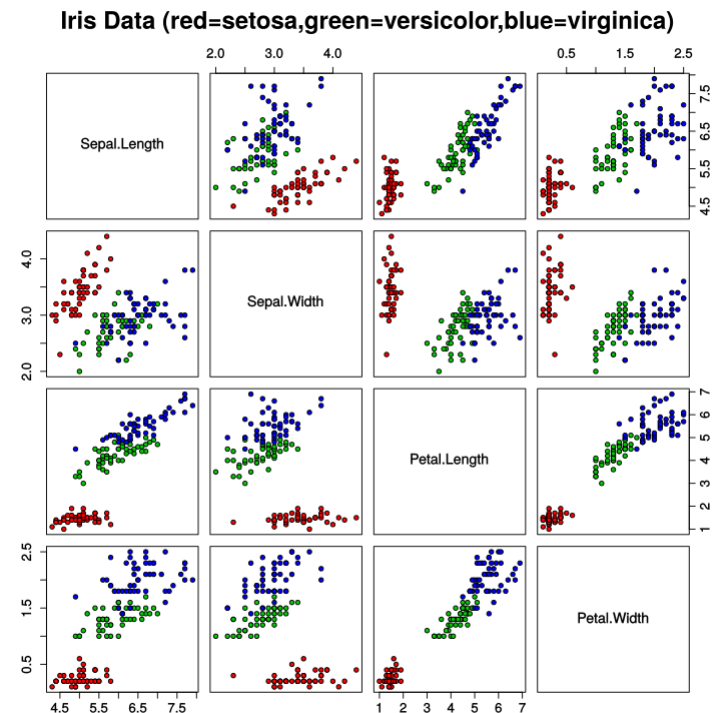 Iris Data (red=setosa,green=versicolor,blue=virginica)
2.0 3.0 4.0
0.5 1.5 2.5
Sepal.Length
4.5 5.5 6.5 7.5
2.0 3.0 4.0
Sepal.Width
Petal.Length
1 2 3 4 5 6 7
0.5 1.5 2.5
Petal.Width
4.5 5.5 6.5 7.5
1 2 3 4 5 6 7